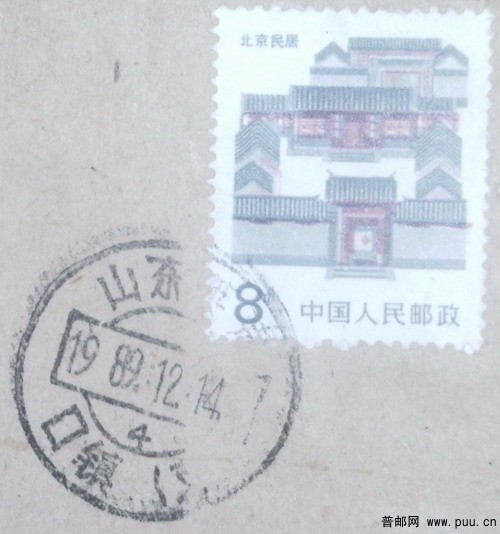 北京民居
8 中国人民邮政
山东
1989.12.14
4
口镇
普邮网 www.puu.cn